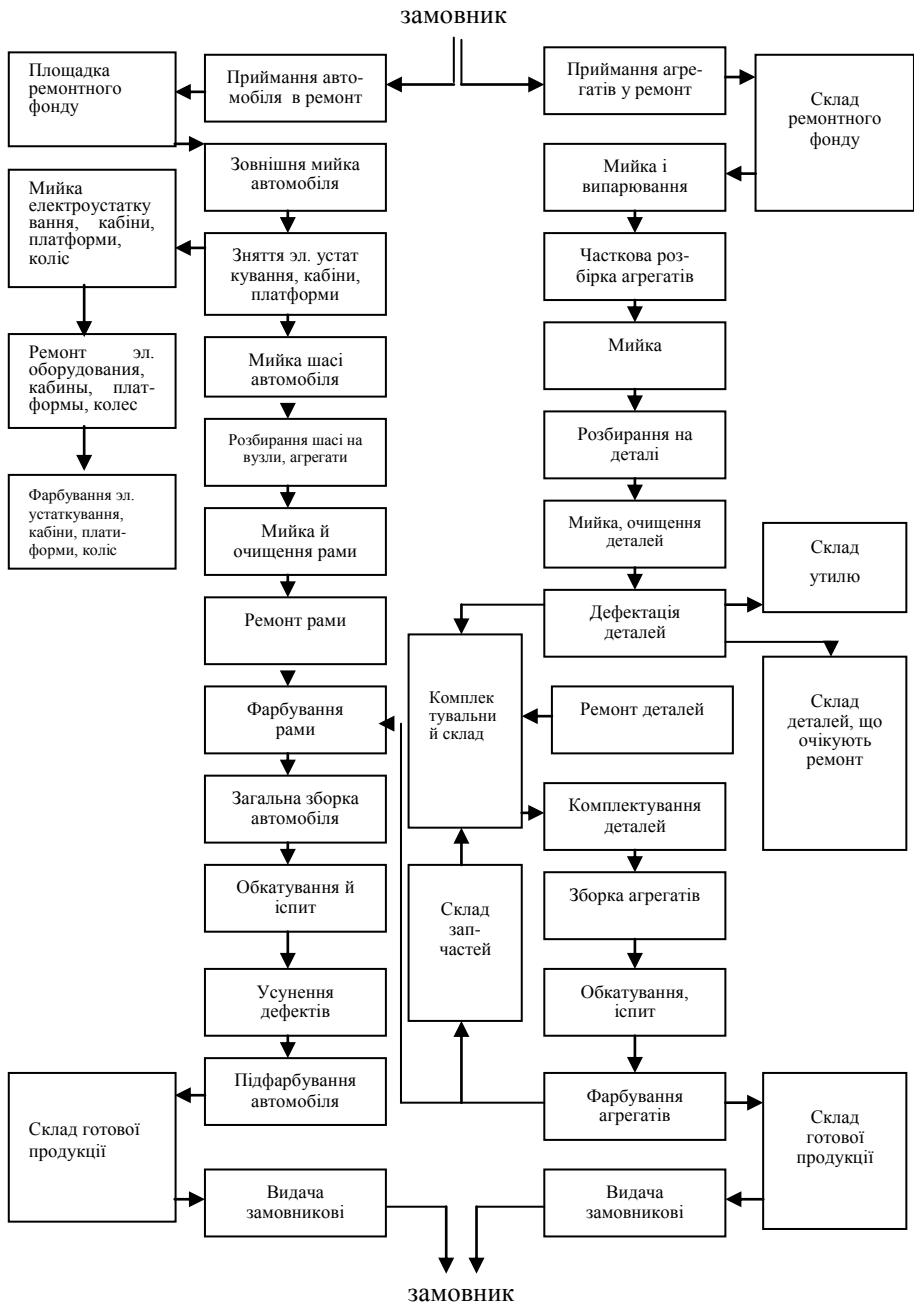 замовник
Площадка
ремонтного
фонду
Приймання авто-
мобіля в ремонт
Приймання агре-
гатів у ремонт
Склад
ремонтного
фонду
Зовнішня мийка
автомобіля
Мийка і
випарювання
Мийка
електроустатку
вання, кабіни,
платформи,
коліс
Зняття эл. устат
кування, кабіни,
платформи
Часткова роз-
бірка агрегатів
Ремонт эл.
оборудования,
кабины, плат-
формы, колес
Мийка шасі
автомобіля
Мийка
Розбирання шасі на
вузли, агрегати
Розбирання на
деталі
Фарбування эл.
устаткування,
кабіни, плати-
форми, коліс
Мийка й
очищення рами
Мийка, очищення
деталей
Склад
утилю
Ремонт рами
Дефектація
деталей
Комплек
тувальни
й склад
Склад
деталей, що
очікують
ремонт
Фарбування
рами
Ремонт деталей
Загальна зборка
автомобіля
Комплектування
деталей
Обкатування й
іспит
Склад
зап-
частей
Зборка агрегатів
Усунення
дефектів
Обкатування,
іспит
Підфарбування
автомобіля
Фарбування
агрегатів
Склад готової
продукції
Склад
готової
продукції
Видача
замовникові
Видача
замовникові
замовник